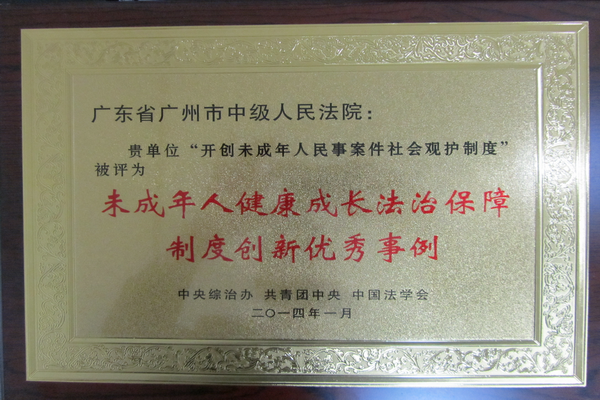 广东省广州市中级人民法院：
贵单位“开创未成年人民事案件社会观护制度”
被评为
未成年人健康成长法治保障
制度创新优秀事例
中央综治办 共青团中央 中国法学会
二〇一四年一月